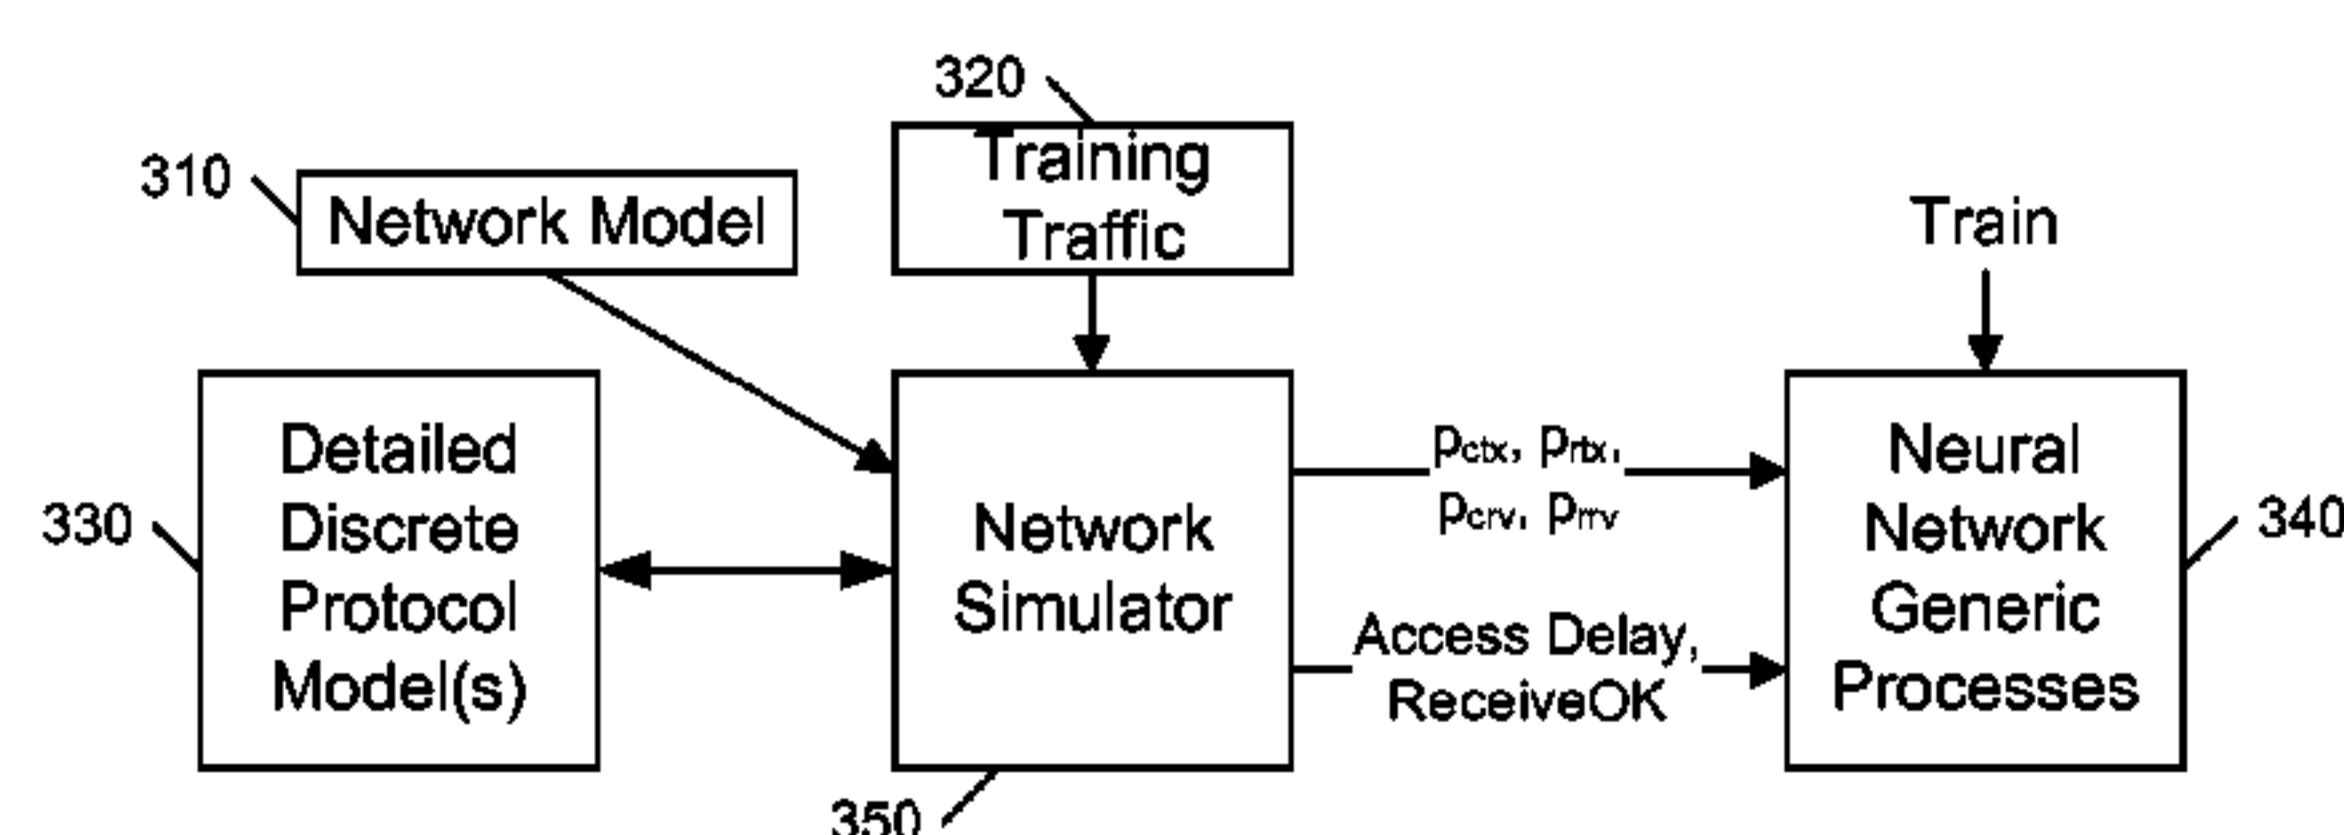 320
Training
Traffic
310
Network Model
Train
330
Detailed
Discrete
Protocol
Model(s)
Network
Simulator
350
pctx, prtx,
pcrv, prrv
Access Delay,
ReceiveOK
Neural
Network
Generic
Processes
340